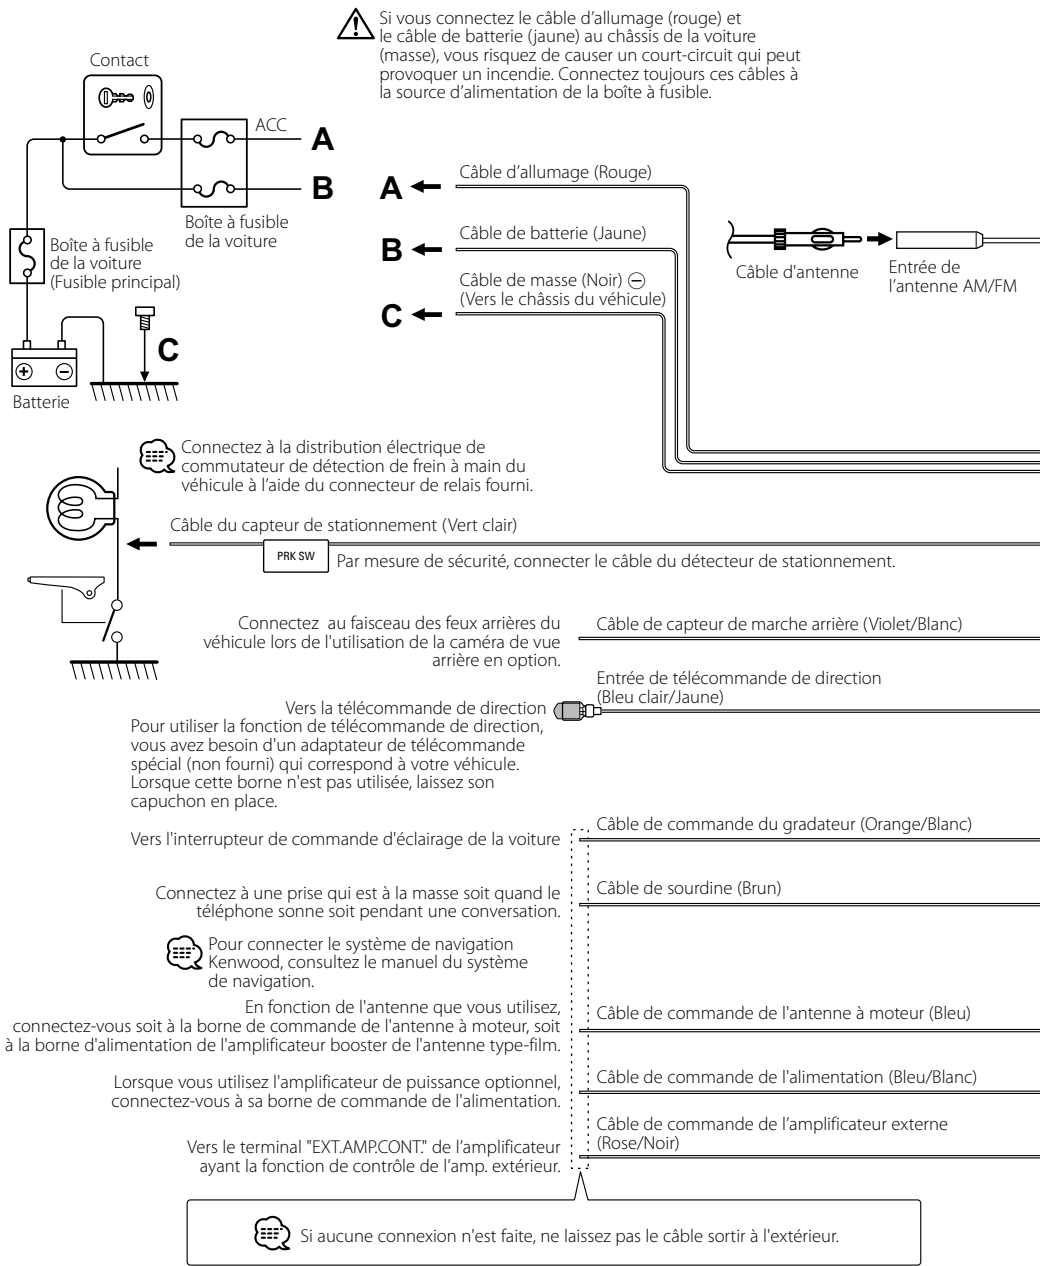 Si vous connectez le câble d'allumage (rouge) et
le câble de batterie (jaune) au châssis de la voiture
(masse), vous risquez de causer un court-circuit qui peut
provoquer un incendie. Connectez toujours ces câbles à
la source d'alimentation de la boîte à fusible.
Contact
ACC
A
B
Boîte à fusible
de la voiture
Boîte à fusible
de la voiture
(Fusible principal)
C
Batterie
A
Câble d'allumage (Rouge)
B
Câble de batterie (Jaune)
Câble de masse (Noir) ⊖
(Vers le châssis du véhicule)
C
Câble d'antenne
Entrée de
l'antenne AM/FM
Connectez à la distribution électrique de
commutateur de détection de frein à main du
véhicule à l'aide du connecteur de relais fourni.
Câble du capteur de stationnement (Vert clair)
PRK SW
Par mesure de sécurité, connecter le câble du détecteur de stationnement.
Connectez au faisceau des feux arrières du
véhicule lors de l'utilisation de la caméra de vue
arrière en option.
Câble de capteur de marche arrière (Violet/Blanc)
Entrée de télécommande de direction
(Bleu clair/Jaune)
Vers la télécommande de direction
Pour utiliser la fonction de télécommande de direction,
vous avez besoin d'un adaptateur de télécommande
spécial (non fourni) qui correspond à votre véhicule.
Lorsque cette borne n'est pas utilisée, laissez son
capuchon en place.
Vers l'interrupteur de commande d'éclairage de la voiture
Câble de commande du gradateur (Orange/Blanc)
Connectez à une prise qui est à la masse soit quand le
téléphone sonne soit pendant une conversation.
Câble de sourdine (Brun)
Pour connecter le système de navigation
Kenwood, consultez le manuel du système
de navigation.
En fonction de l'antenne que vous utilisez,
connectez-vous soit à la borne de commande de l'antenne à moteur, soit
à la borne d'alimentation de l'amplificateur booster de l'antenne type-film.
Câble de commande de l'antenne à moteur (Bleu)
Lorsque vous utilisez l'amplificateur de puissance optionnel,
connectez-vous à sa borne de commande de l'alimentation.
Câble de commande de l'alimentation (Bleu/Blanc)
Câble de commande de l'amplificateur externe
(Rose/Noir)
Vers le terminal "EXT.AMP.CONT." de l'amplificateur
ayant la fonction de contrôle de l'amp. extérieur.
Si aucune connexion n'est faite, ne laissez pas le câble sortir à l'extérieur.